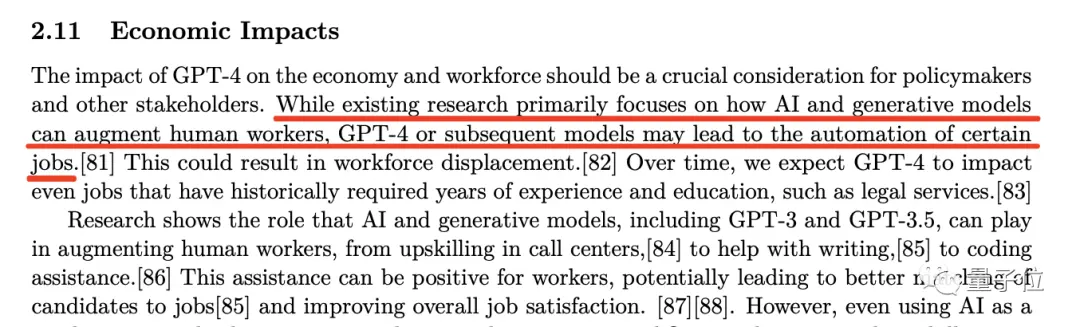 2.11 Economic Impacts
The impact of GPT-4 on the economy and workforce should be a crucial consideration for policymakers
and other stakeholders. While existing research primarily focuses on how AI and generative models
can augment human workers, GPT-4 or subsequent models may lead to the automation of certain
jobs.[81] This could result in workforce displacement.[82] Over time, we expect GPT-4 to impact
even jobs that have historically required years of experience and education, such as legal services.[83]
Research shows the role that AI and generative models, including GPT-3 and GPT-3.5, can play
in augmenting human workers, from upskilling in call centers,[84] to help with writing,[85] to coding
assistance.[86] This assistance can be positive for workers, potentially leading to better matching of
candidates to jobs[85] and improving overall job satisfaction. [87][88]. However, even using AI as a
量子位